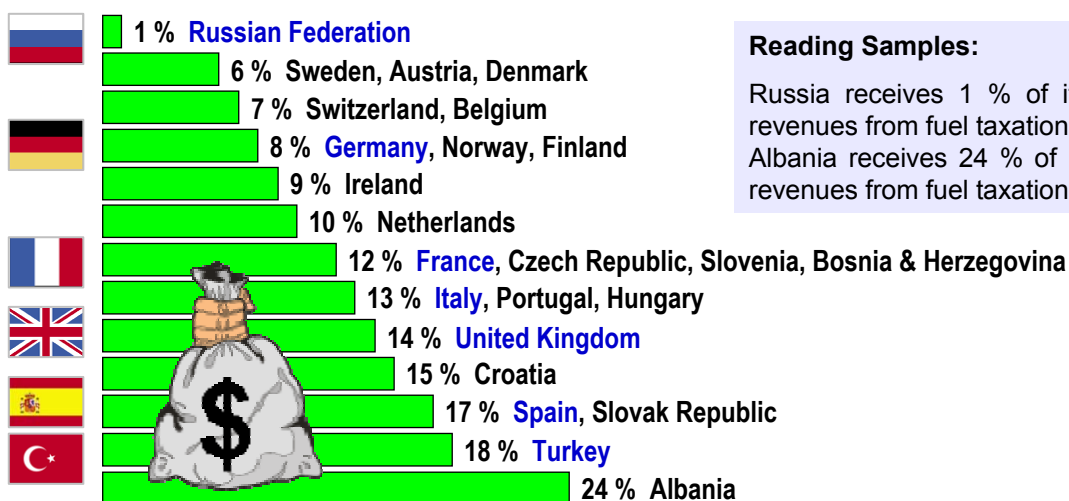 1 % Russian Federation
6 % Sweden, Austria, Denmark
7 % Switzerland, Belgium
8 % Germany, Norway, Finland
9 % Ireland
10 % Netherlands
12 % France, Czech Republic, Slovenia, Bosnia & Herzegovina
13 % Italy, Portugal, Hungary
14 % United Kingdom
15 % Croatia
17 % Spain, Slovak Republic
18 % Turkey
24 % Albania
$
Reading Samples:
Russia receives 1 % of
revenues from fuel taxation
Albania receives 24 % of
revenues from fuel taxation